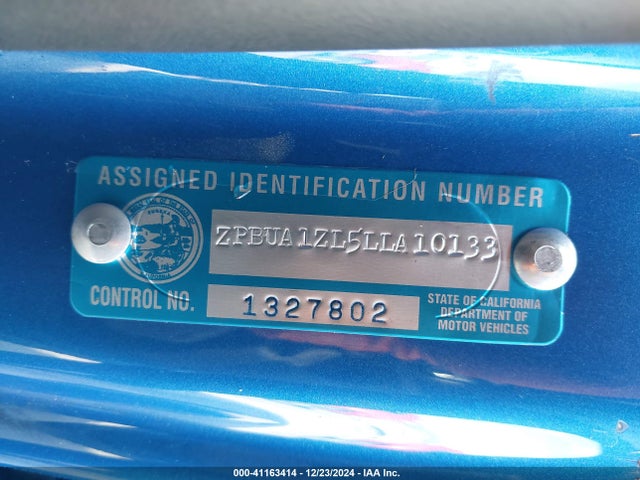 ASSIGNED IDENTIFICATION NUMBER
ZPBUA1ZL5LLA10133
CONTROL NO.
1327802
STATE OF CALIFORNIA
DEPARTMENT OF
MOTOR VEHICLES
EUREKA
000-41163414 - 12/23/2024 - IAA Inc.